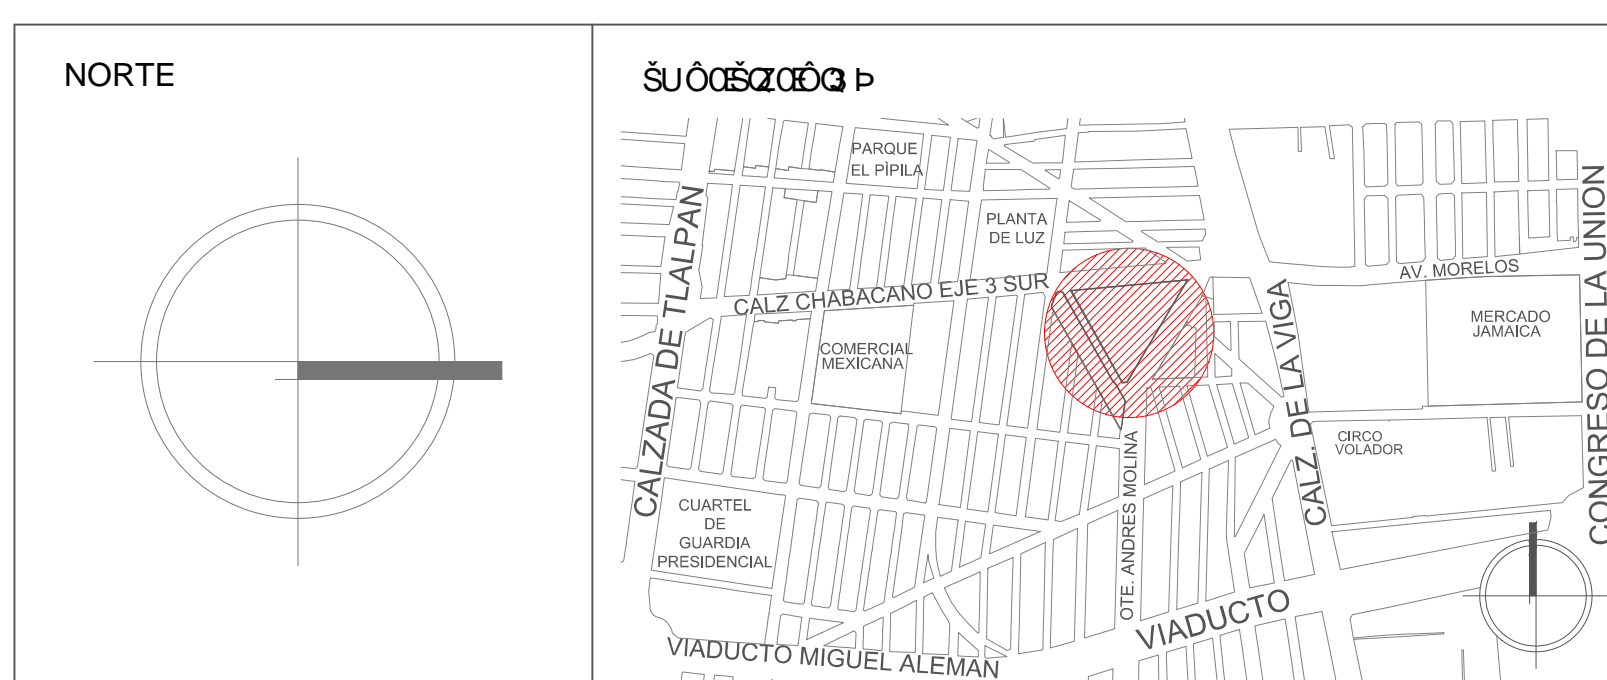 NORTE
PARQUE
EL PÌPILA
PLANTA
DE LUZ
CALZADA DE TLALPAN
CALZ CHABACANO EJE 3 SUR
AV. MORELOS
CONGRESO DE LA UNION
MERCADO
JAMAICA
COMERCIAL
MEXICANA
CALZ. DE LA VIGA
CIRCO
VOLADOR
OTE. ANDRES MOLINA
CUARTEL
DE
GUARDIA
PRESIDENCIAL
VIADUCTO
VIADUCTO MIGUEL ALEMAN